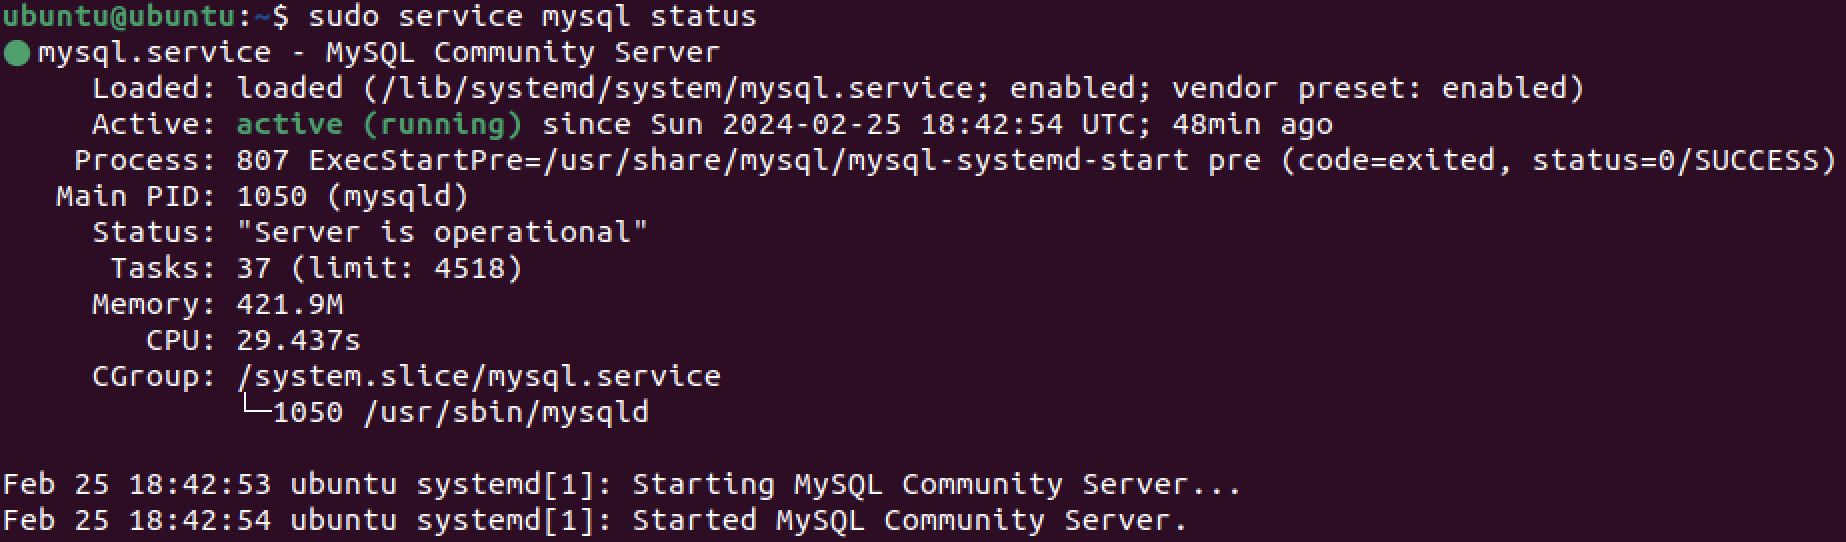 ubuntu@ubuntu:~$ sudo service mysql status
● mysql.service - MySQL Community Server
     Loaded: loaded (/lib/systemd/system/mysql.service; enabled; vendor preset: enabled)
     Active: active (running) since Sun 2024-02-25 18:42:54 UTC; 48min ago
    Process: 807 ExecStartPre=/usr/share/mysql/mysql-systemd-start pre (code=exited, status=0/SUCCESS)
   Main PID: 1050 (mysqld)
     Status: "Server is operational"
      Tasks: 37 (limit: 4518)
     Memory: 421.9M
        CPU: 29.437s
     CGroup: /system.slice/mysql.service
             └─1050 /usr/sbin/mysqld

Feb 25 18:42:53 ubuntu systemd[1]: Starting MySQL Community Server...
Feb 25 18:42:54 ubuntu systemd[1]: Started MySQL Community Server.